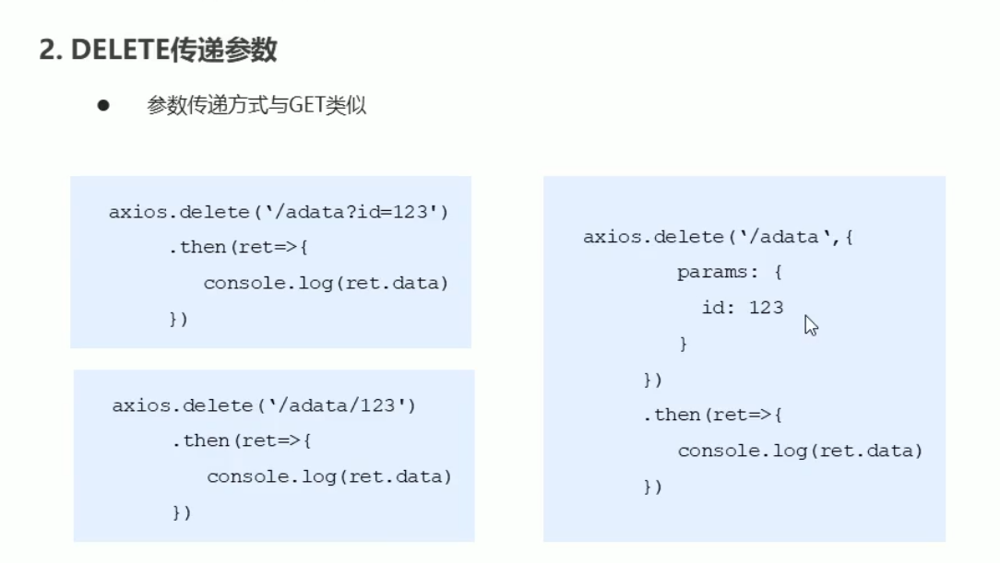 2. DELETE传递参数
● 参数传递方式与GET类似
axios.delete(‘/adata?id=123')
.then(ret=>{
console.log(ret.data)
})
axios.delete(‘/adata/123')
.then(ret=>{
console.log(ret.data)
})
axios.delete(‘/adata‘,{
params: {
id: 123
}
})
.then(ret=>{
console.log(ret.data)
})